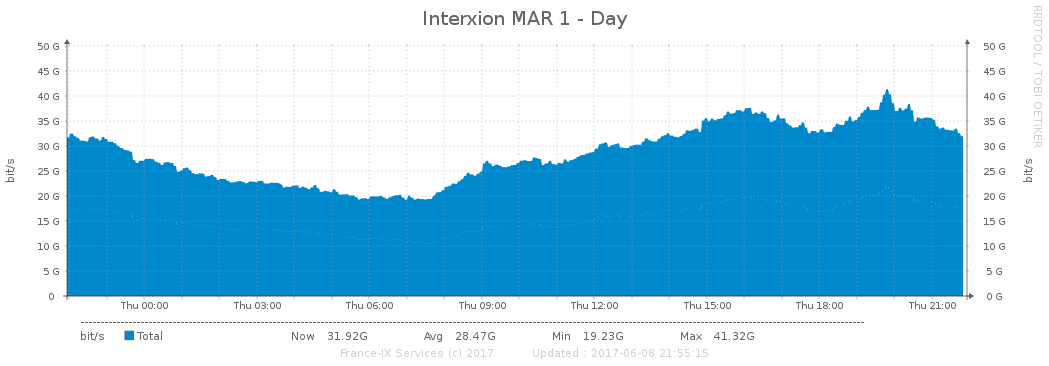 Interxion MAR 1 - Day
RRDTOOL / TOBI OETIKER
bit/s
50 G 50 G
45 G 45 G
40 G 40 G
35 G 35 G
30 G 30 G
25 G 25 G
20 G 20 G
15 G 15 G
10 G 10 G
5 G 5 G
0 0 G
bit/s
Thu 00:00 Thu 03:00 Thu 06:00 Thu 09:00 Thu 12:00 Thu 15:00 Thu 18:00 Thu 21:00
bit/s Total Now 31.92G Avg 28.47G Min 19.23G Max 41.32G
France-IX Services (c) 2017 Updated : 2017-06-08 21:55:15